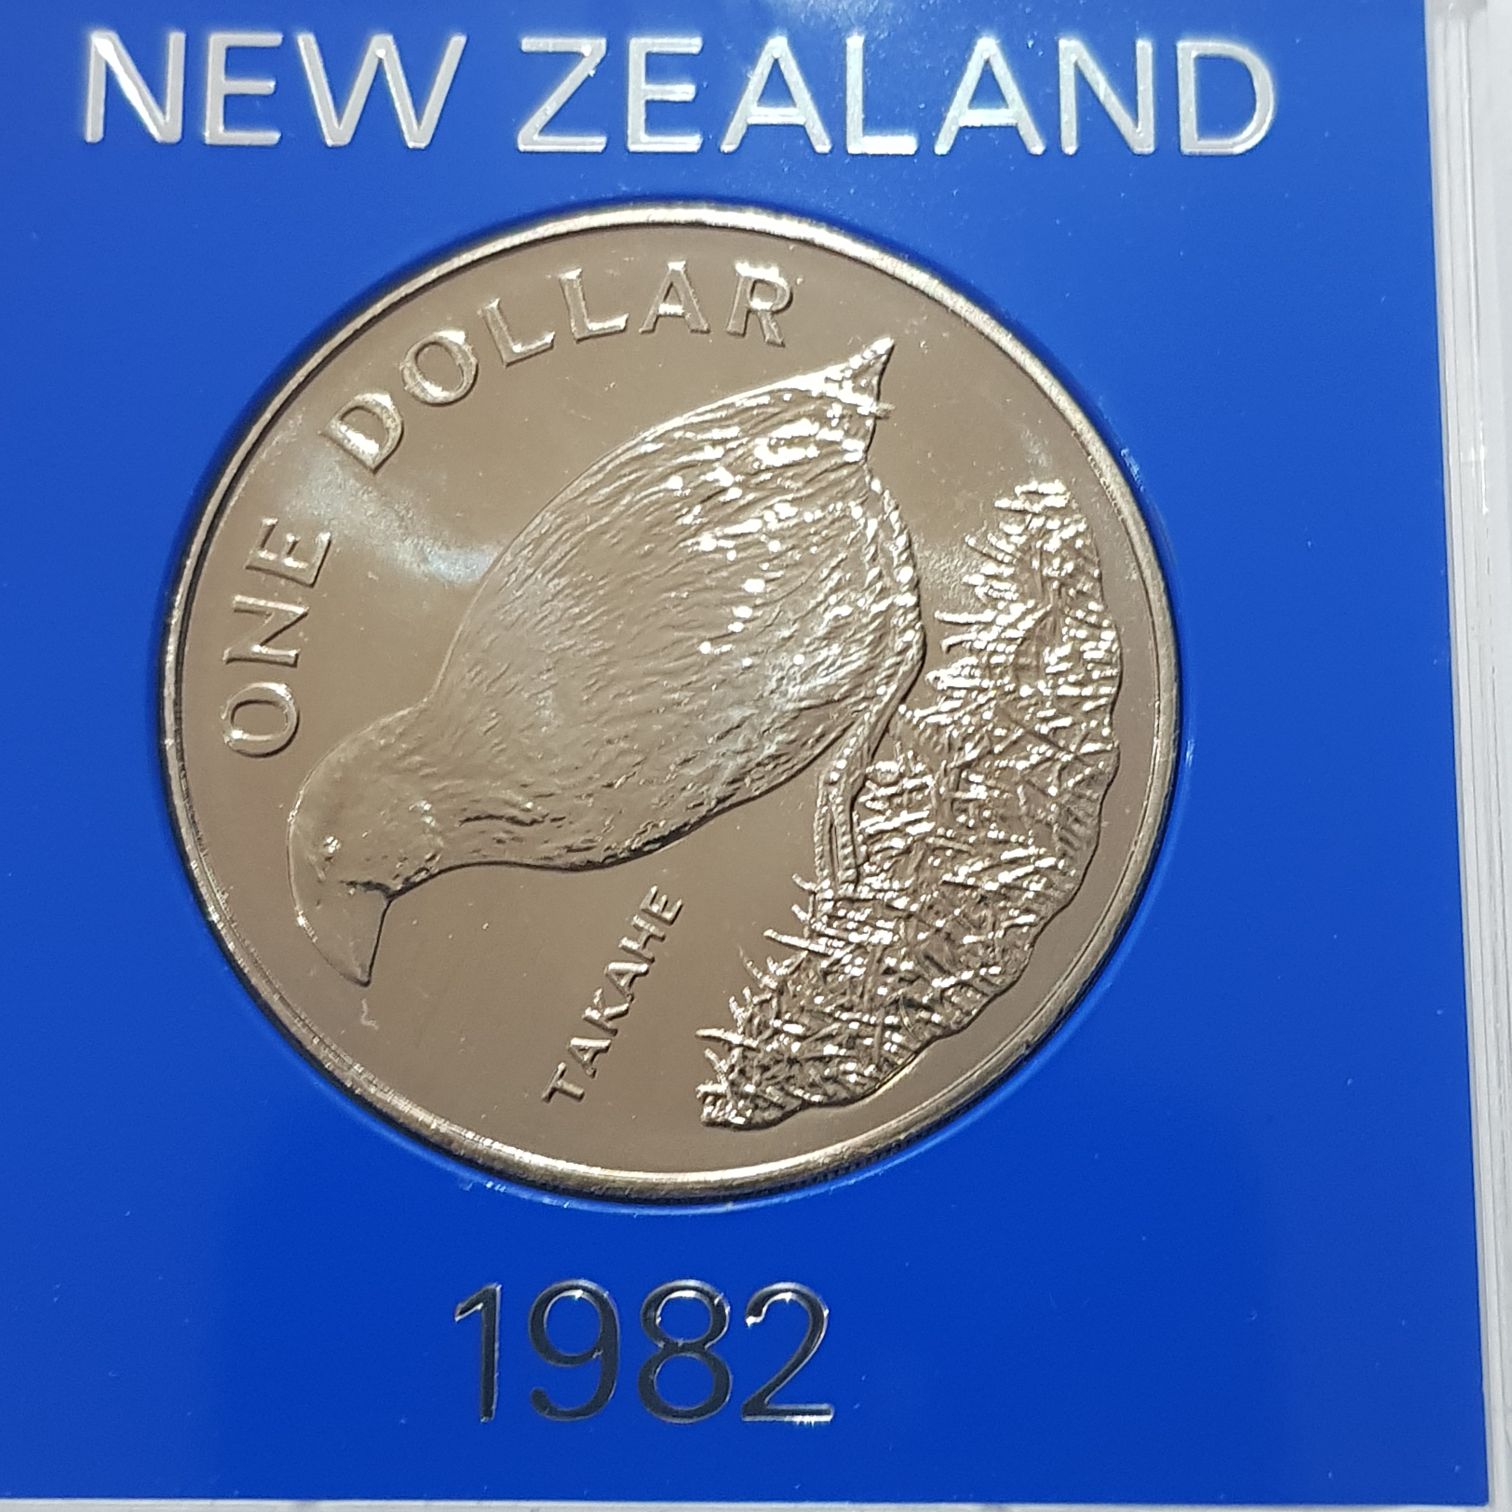 NEW ZEALAND
ONE DOLLAR
TAKAHE
1982